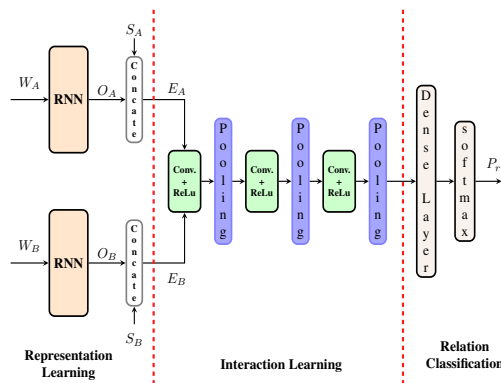 S_A
W_A
RNN
O_A
Concate
E_A
Conv.
+
ReLu
Pooling
Conv.
+
ReLu
Pooling
Conv.
+
ReLu
Pooling
Dense Layer
softmax
P_r
W_B
RNN
O_B
Concate
E_B
S_B
Representation
Learning
Interaction Learning
Relation
Classification